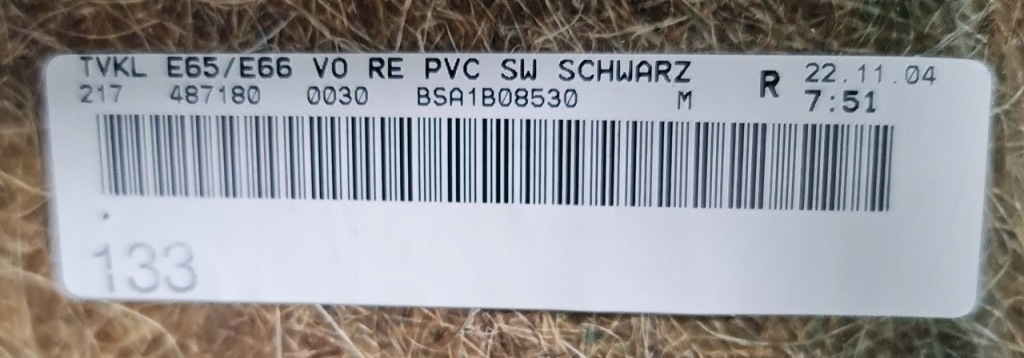 TVKL E65/E66 VO RE PVC SW SCHWARZ R 22.11.04
217 487180 0030 BSA1B08530 M 7:51
133